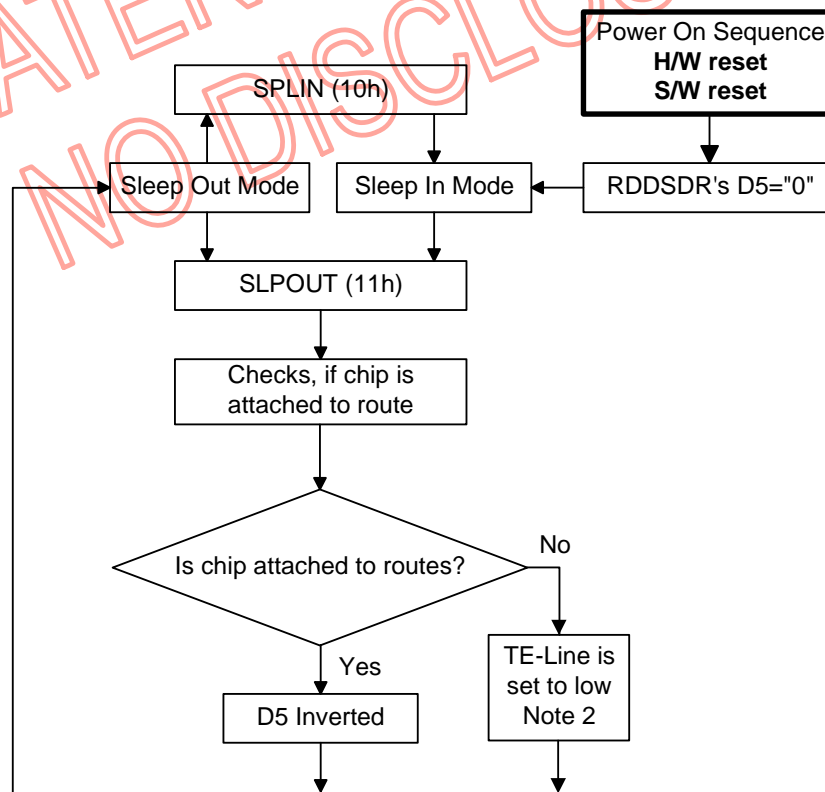 Power On Sequence
H/W reset
S/W reset
SPLIN (10h)
Sleep Out Mode
Sleep In Mode
RDDSDR's D5="0"
SLPOUT (11h)
Checks, if chip is
attached to route
Is chip attached to routes?
No
Yes
TE-Line is
set to low
Note 2
D5 Inverted
NO DISCLO